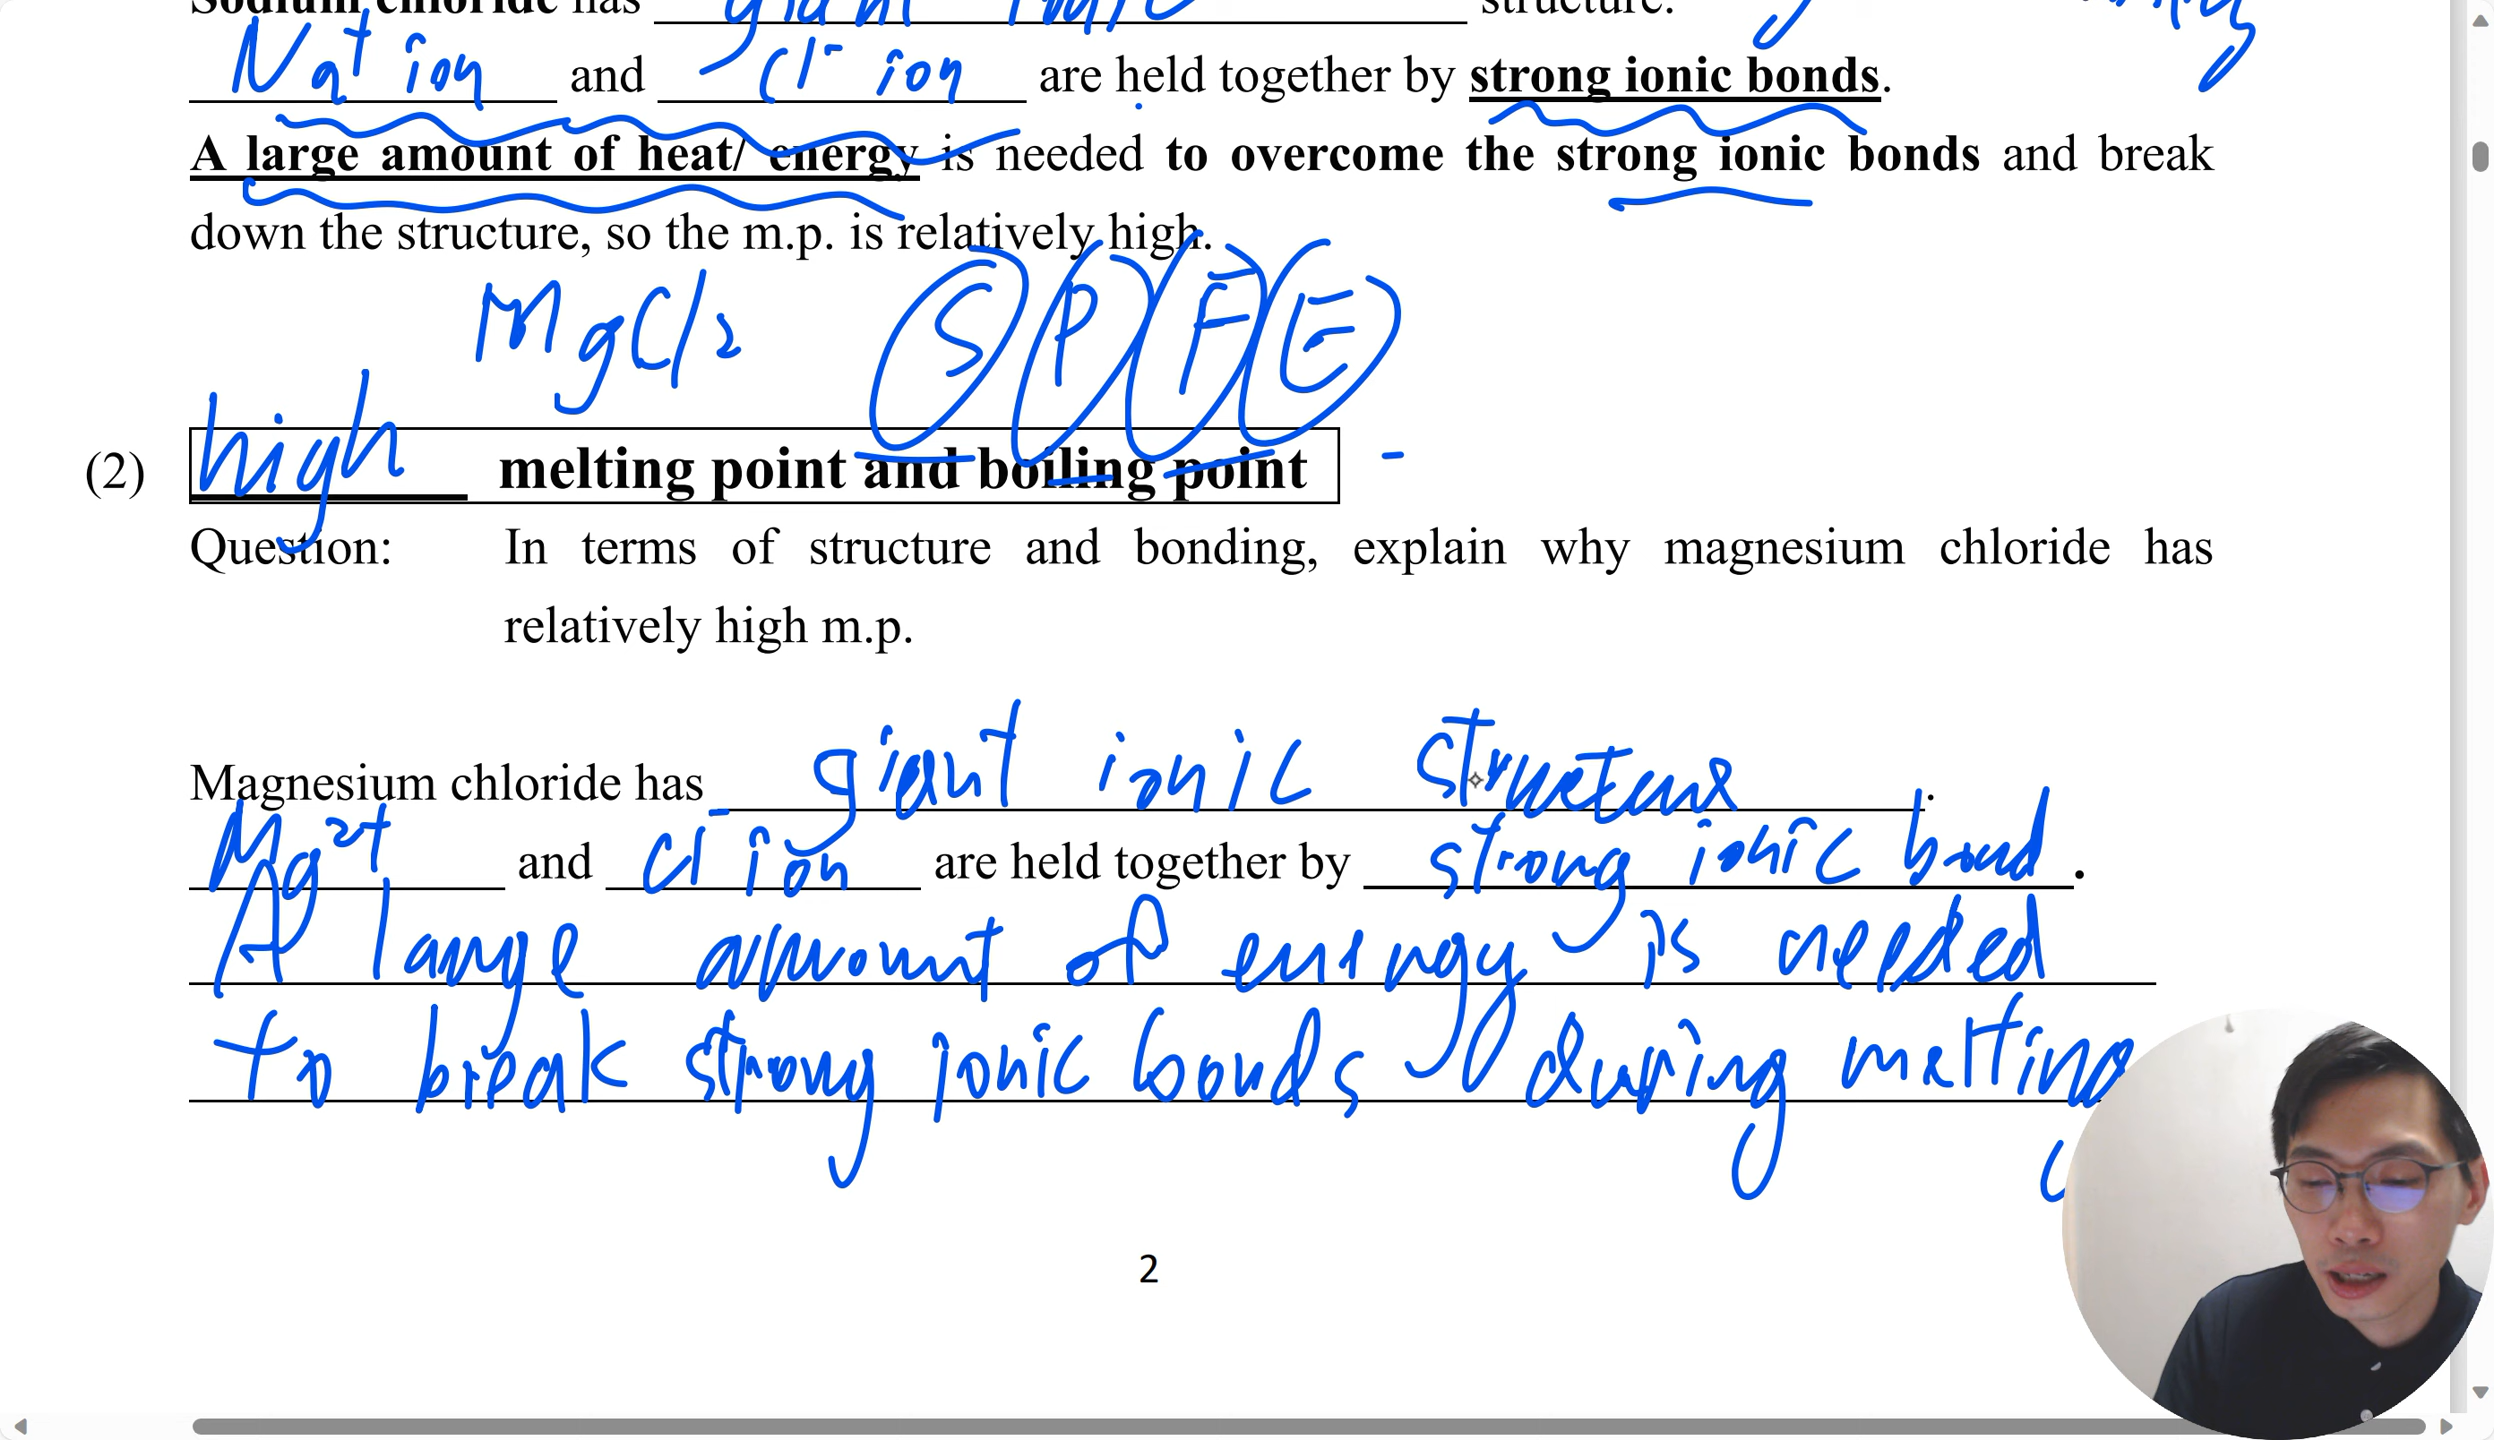 Sodium chloride has giant ionic structure.
Na+ ion and Cl- ion are held together by strong ionic bonds.
A large amount of heat/ energy is needed to overcome the strong ionic bonds and break
down the structure, so the m.p. is relatively high.
MgCl2 S P F E
(2) high melting point and boiling point
Question: In terms of structure and bonding, explain why magnesium chloride has
relatively high m.p.
Magnesium chloride has giant ionic structure.
Mg2+ and Cl- ion are held together by strong ionic bond.
A large amount of energy is needed
to break strong ionic bonds during melting
2